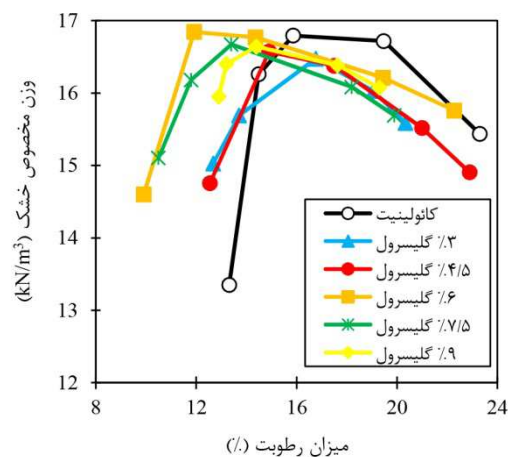 17
16
15
14
13
12
وزن مخصوص خشک (kN/m³)
کائولینیت
۳٪ گلیسرول
۴/۵٪ گلیسرول
۶٪ گلیسرول
۷/۵٪ گلیسرول
۹٪ گلیسرول
8 12 16 20 24
میزان رطوبت (٪)